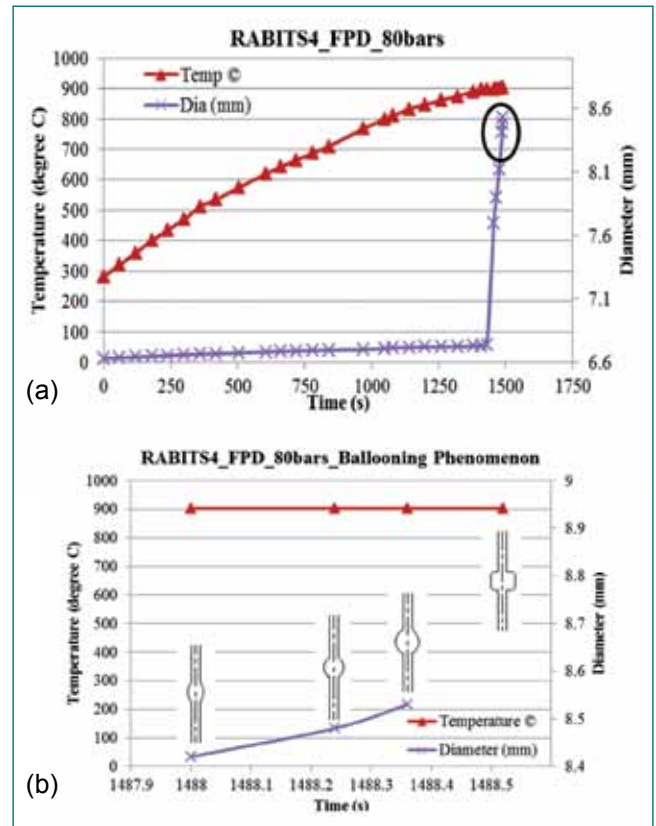 RABITS4_FPD_80bars
1000
900
800
700
600
500
400
300
200
100
0
Temperature (degree C)
Temp ©
Dia (mm)
8.6
8.1
7.6
7.1
6.6
Diameter (mm)
0 250 500 750 1000 1250 1500 1750
Time (s)
(a)
RABITS4_FPD_80bars_Ballooning Phenomenon
1000
900
800
700
600
500
400
300
200
100
0
Temperature (degree C)
9
8.9
8.8
8.7
8.6
8.5
8.4
Diameter (mm)
Temperature ©
Diameter (mm)
1487.9 1488 1488.1 1488.2 1488.3 1488.4 1488.5
Time (s)
(b)